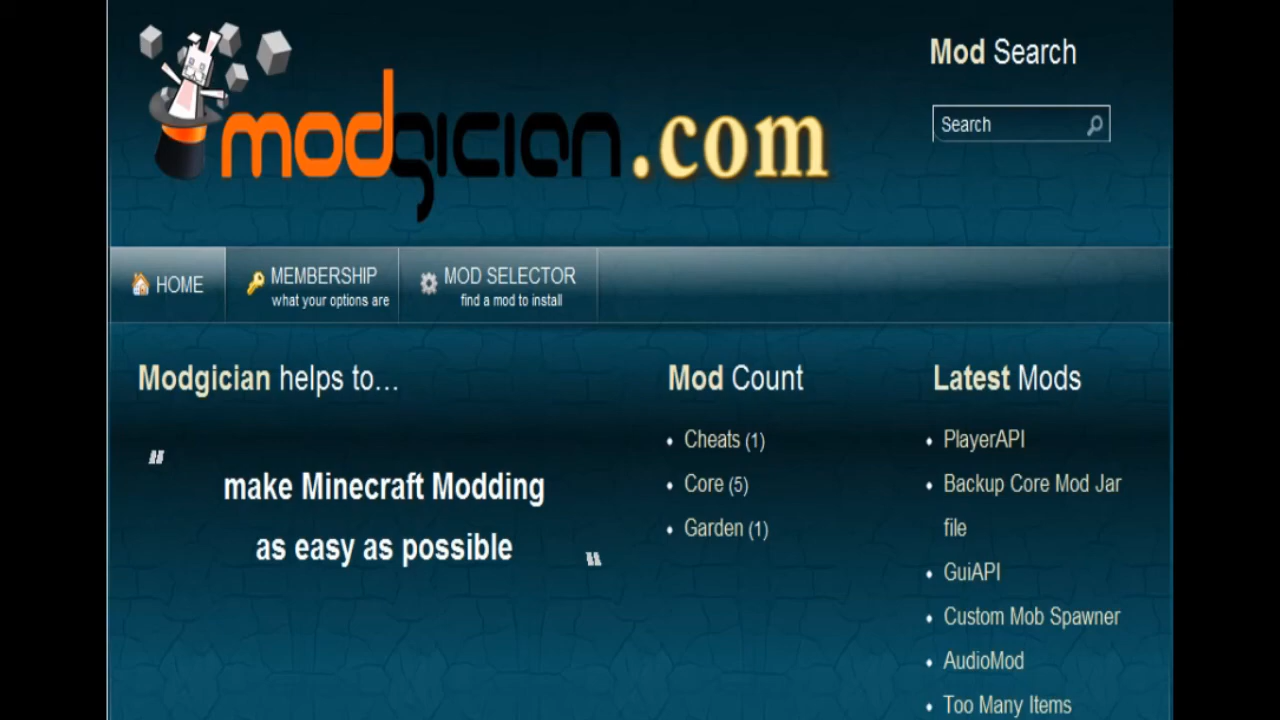 modgician.com
Mod Search
Search
HOME
MEMBERSHIP
what your options are
MOD SELECTOR
find a mod to install
Modgician helps to...
"
make Minecraft Modding
as easy as possible
"
Mod Count
Cheats (1)
Core (5)
Garden (1)
Latest Mods
PlayerAPI
Backup Core Mod Jar
file
GuiAPI
Custom Mob Spawner
AudioMod
Too Many Items